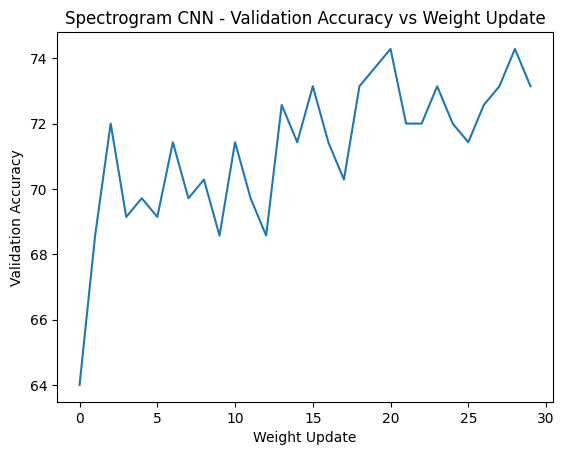 Spectrogram CNN - Validation Accuracy vs Weight Update
74
72
70
68
66
64
Validation Accuracy
0 5 10 15 20 25 30
Weight Update